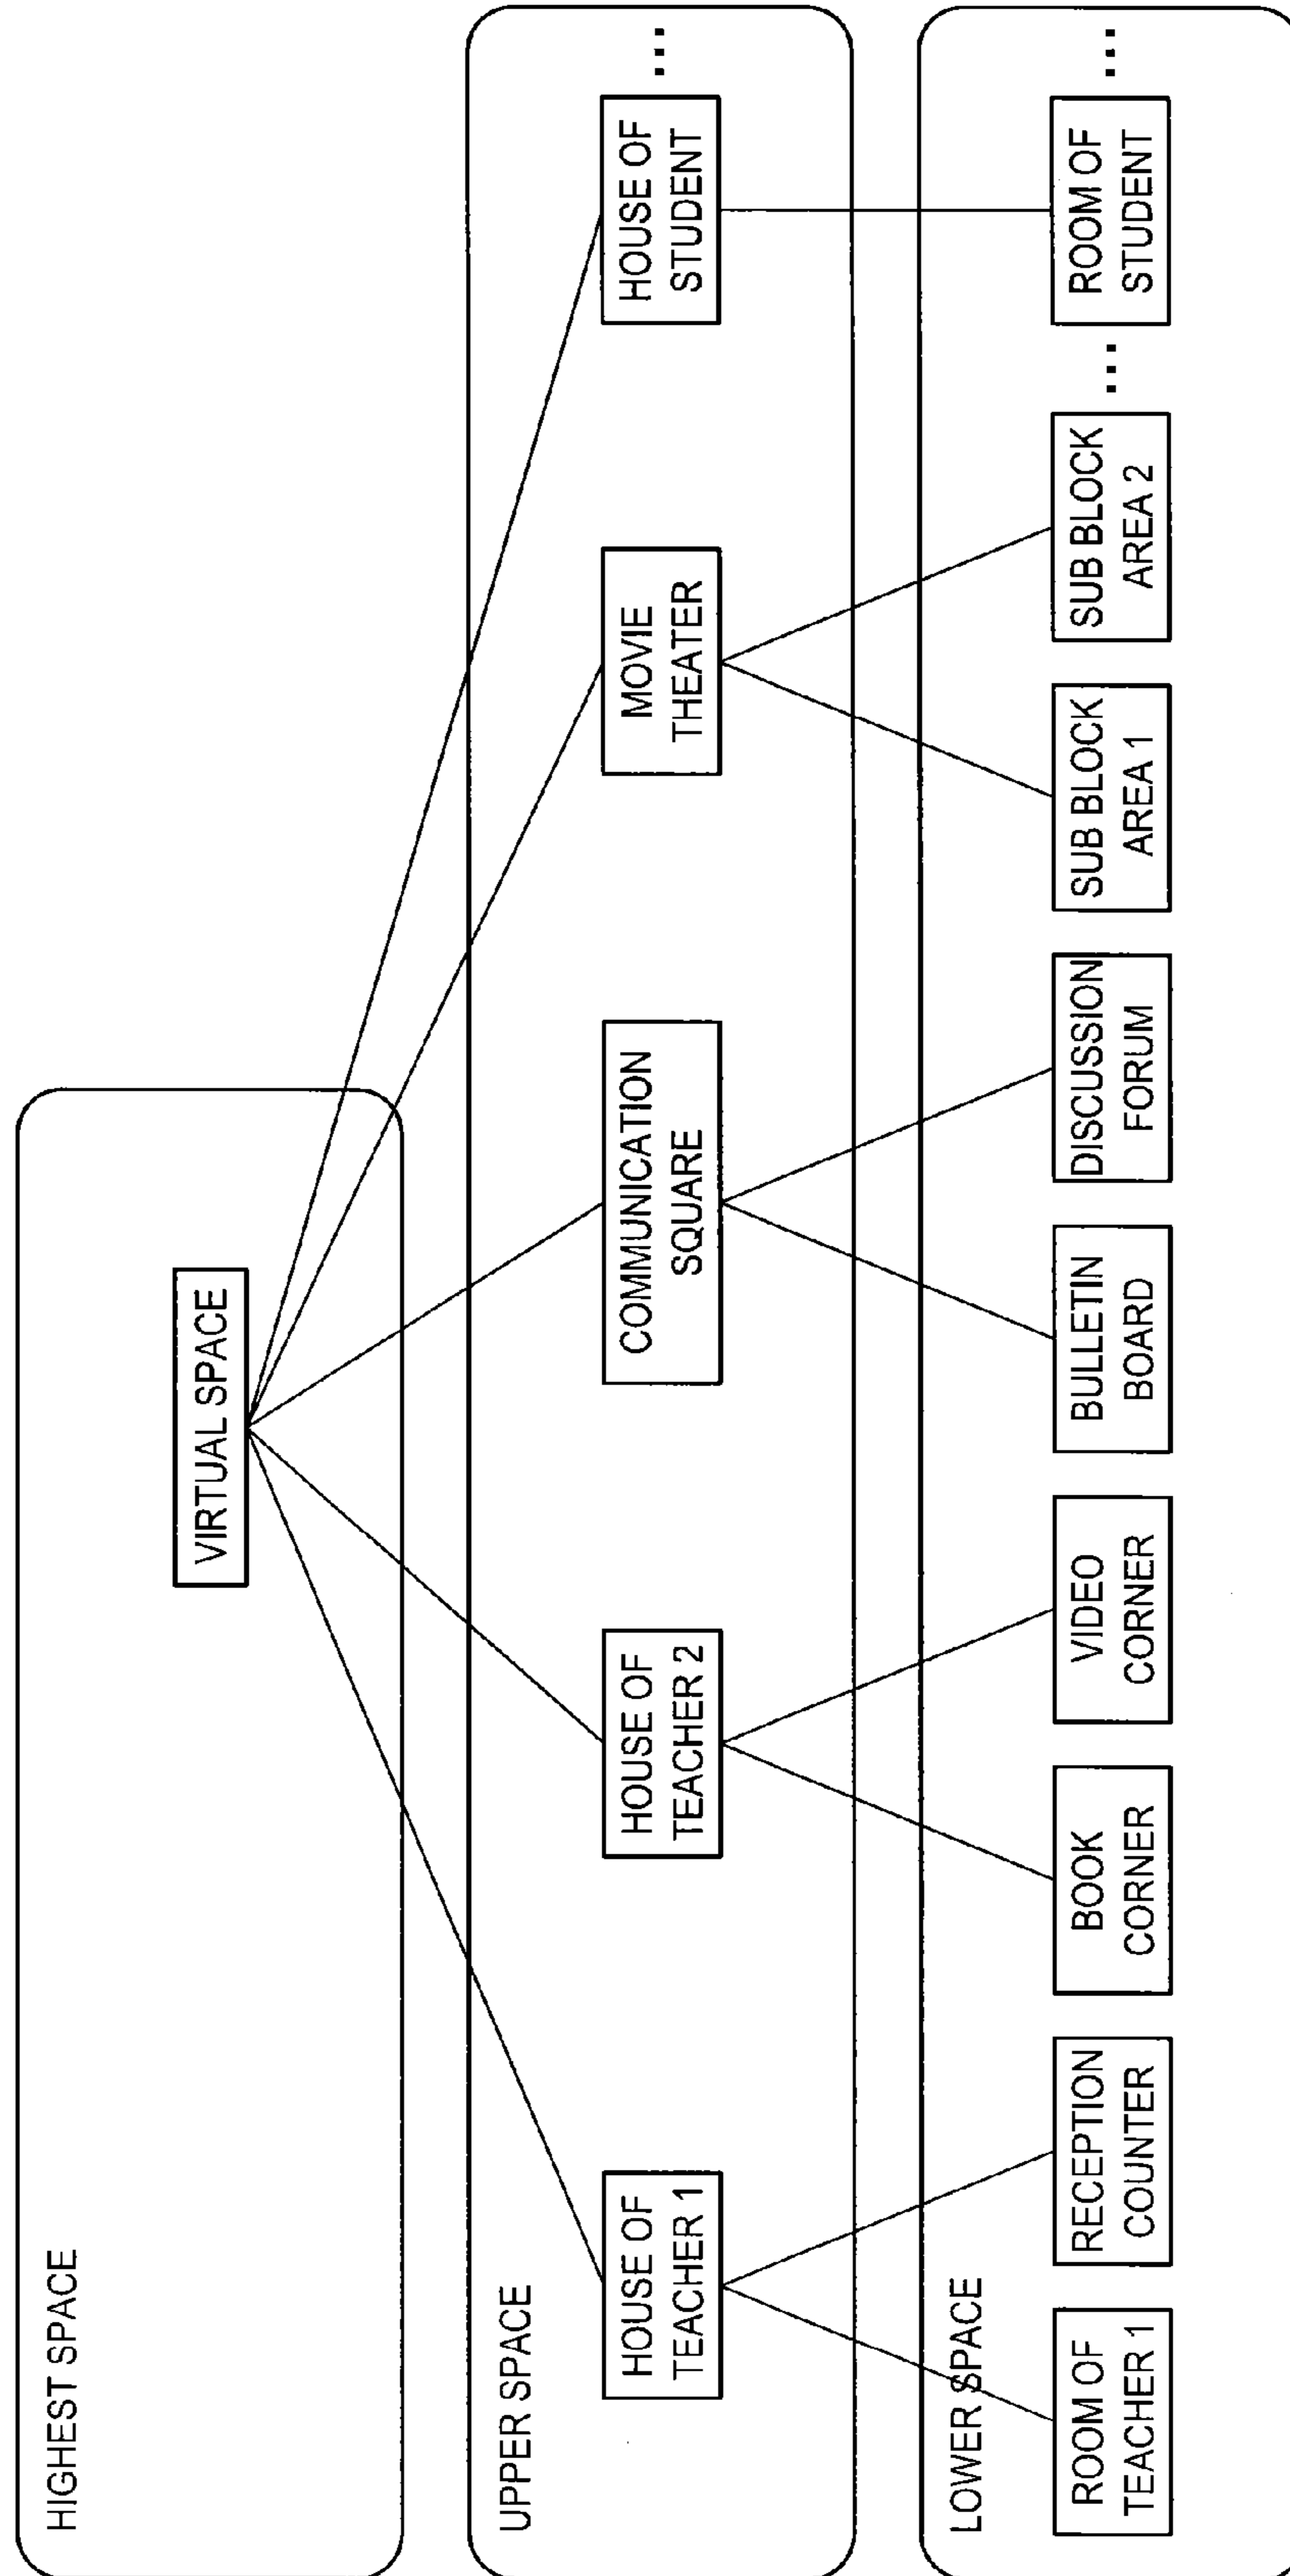 HIGHEST SPACE
VIRTUAL SPACE
UPPER SPACE
HOUSE OF
TEACHER 1
HOUSE OF
TEACHER 2
COMMUNICATION
SQUARE
MOVIE
THEATER
HOUSE OF
STUDENT
...
LOWER SPACE
ROOM OF
TEACHER 1
RECEPTION
COUNTER
BOOK
CORNER
VIDEO
CORNER
BULLETIN
BOARD
DISCUSSION
FORUM
SUB BLOCK
AREA 1
SUB BLOCK
AREA 2
...
ROOM OF
STUDENT
...